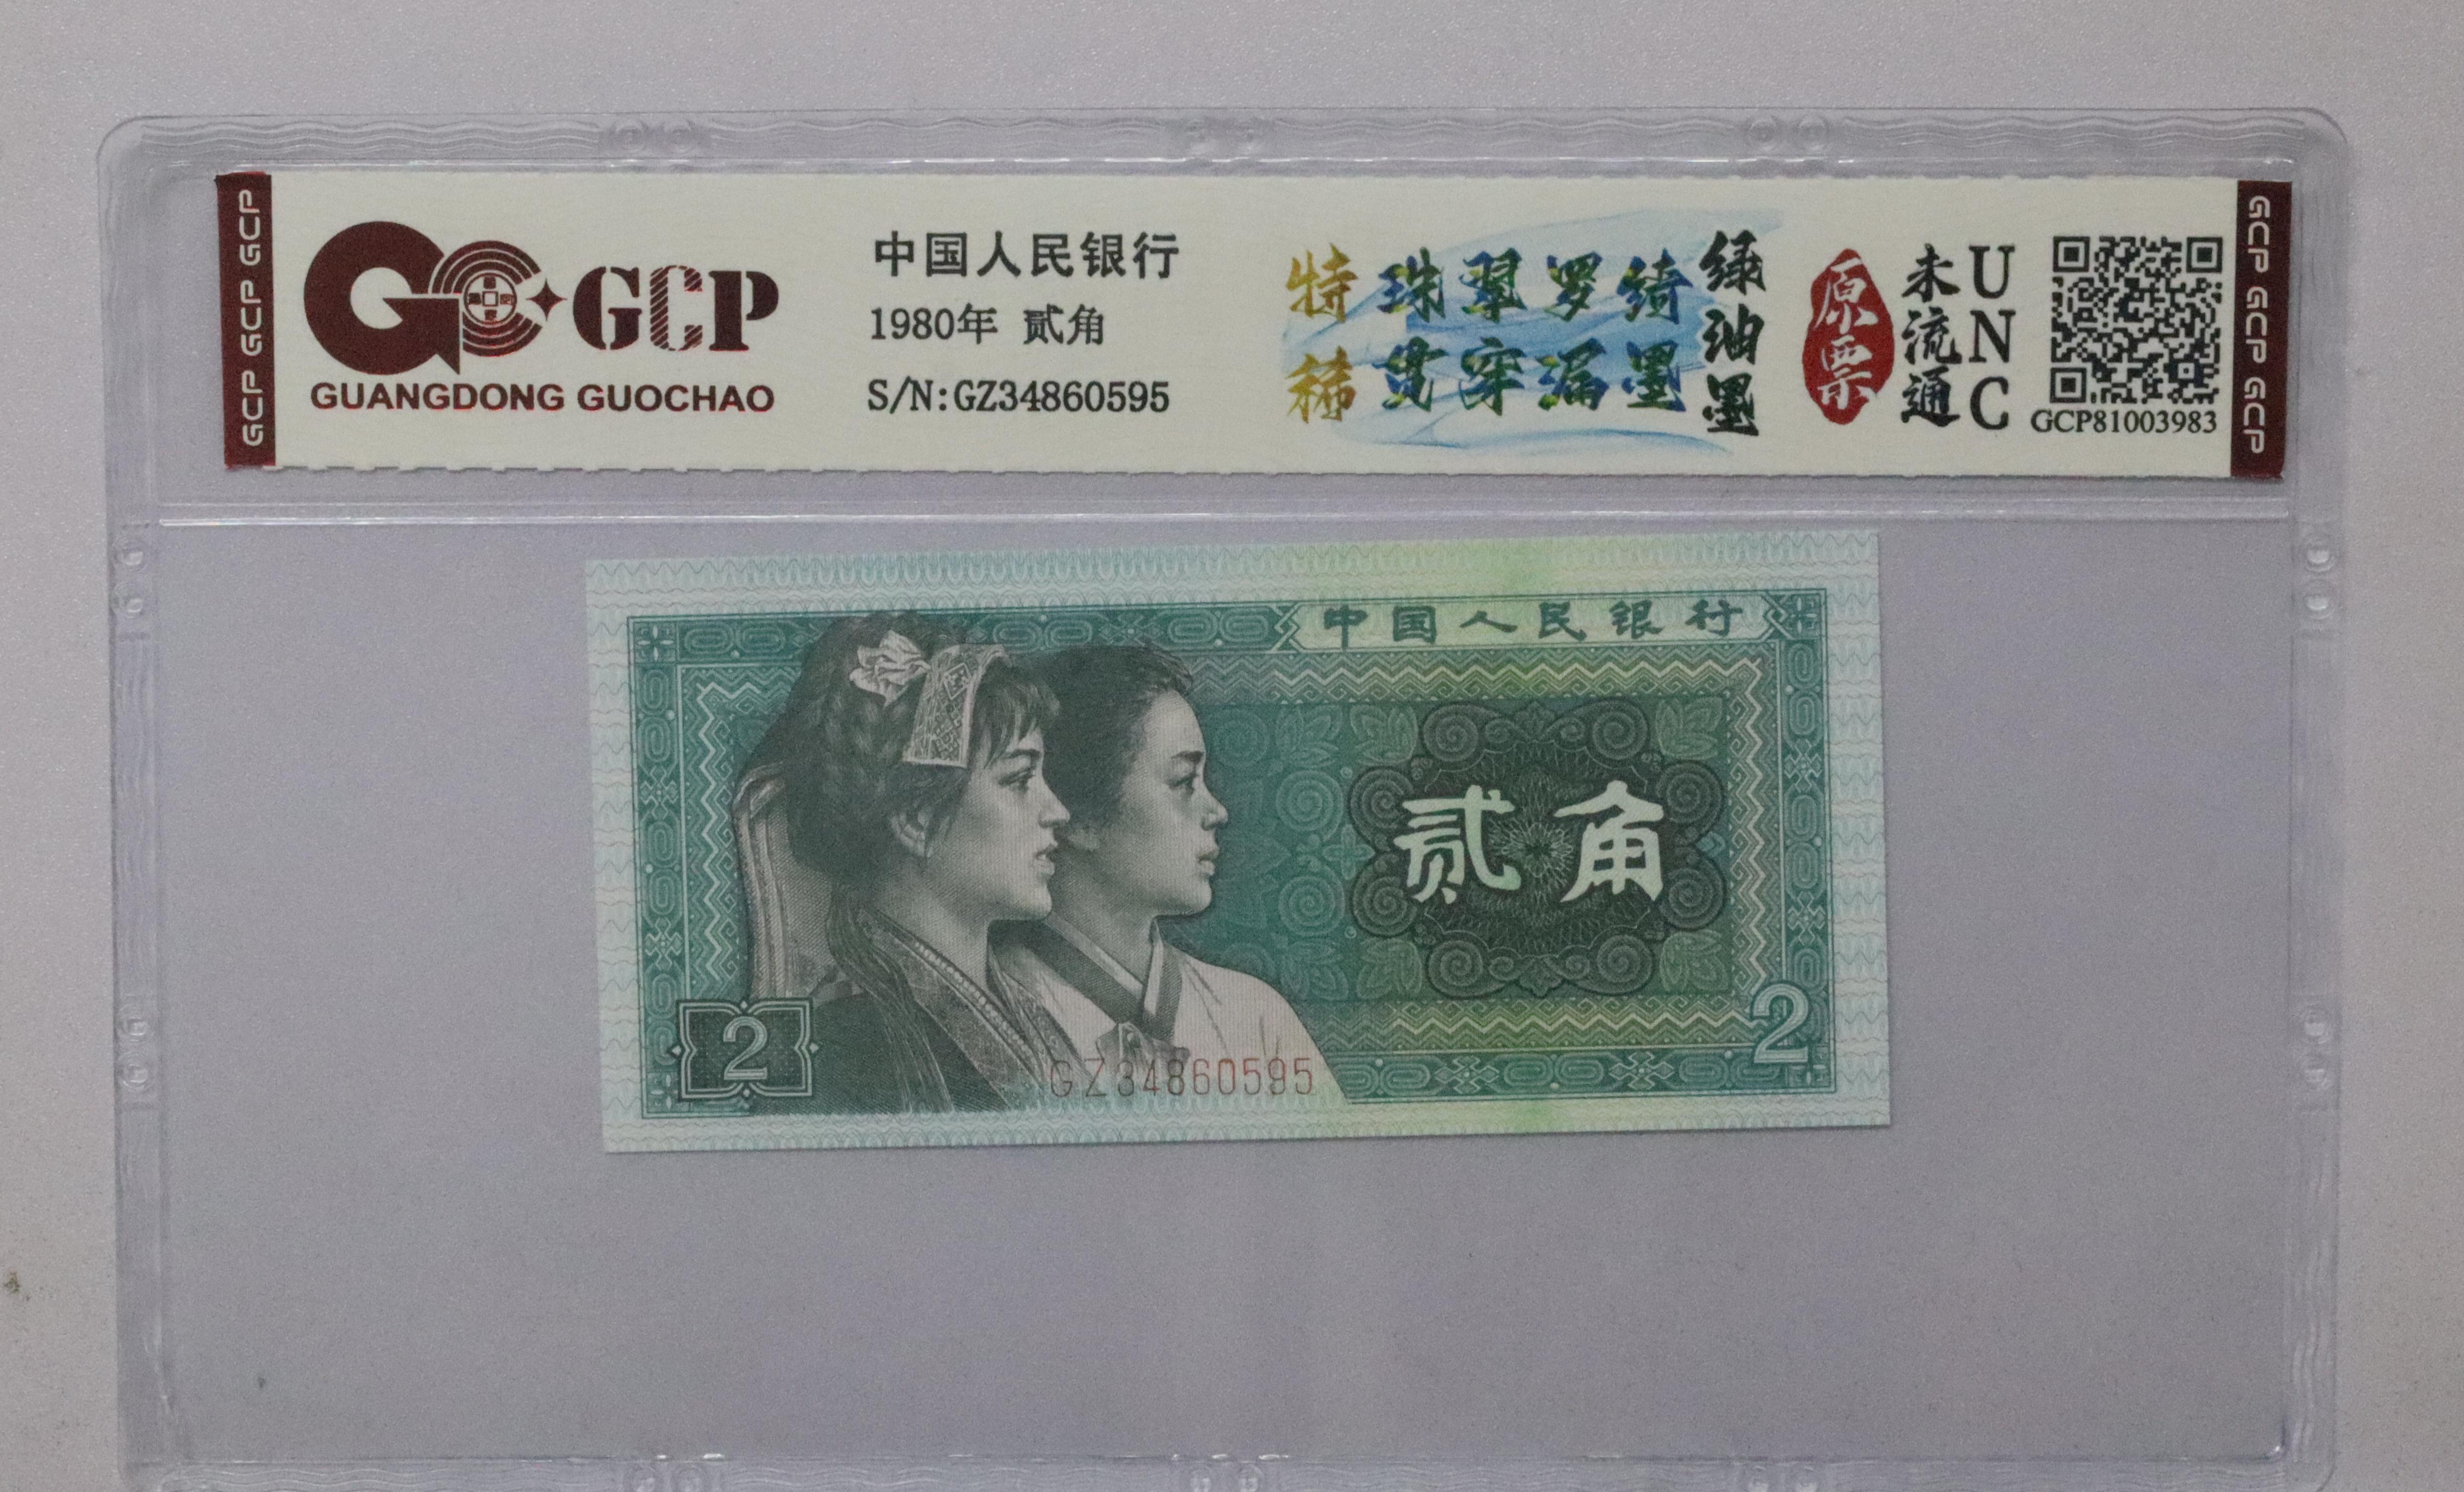 GCP GCP GCP
GCP
GUANGDONG GUOCHAO
中国人民银行
1980年 贰角
S/N:GZ34860595
特稀
珠翠罗绮
贯穿漏墨
绿油墨
原票
未流通
UNC
GCP81003983
GCP GCP GCP
中国人民银行
贰角
2
2
GZ34860595